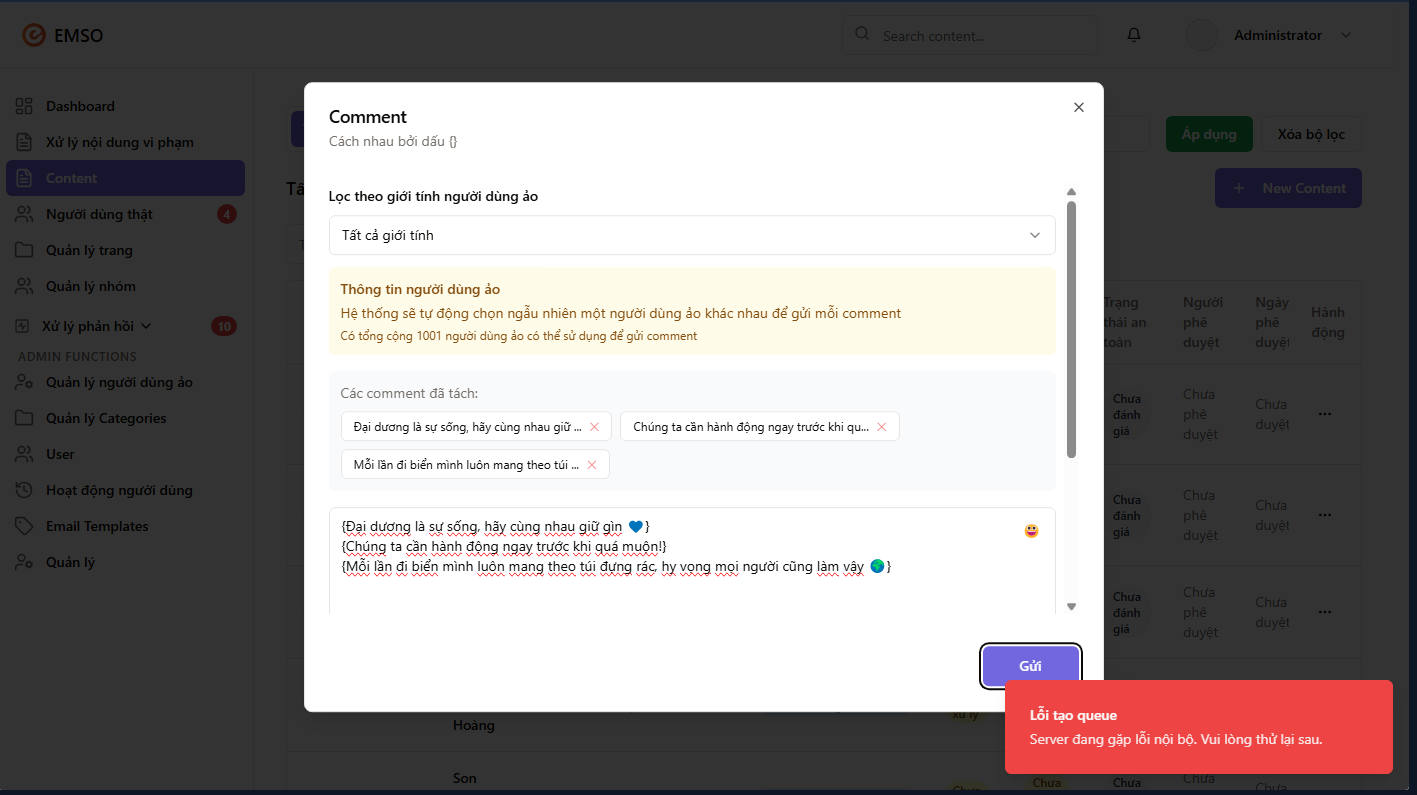 EMSO
Search content...
Administrator
Dashboard
Xử lý nội dung vi phạm
Content
Người dùng thật
4
Quản lý trang
Quản lý nhóm
Xử lý phản hồi
10
ADMIN FUNCTIONS
Quản lý người dùng ảo
Quản lý Categories
User
Hoạt động người dùng
Email Templates
Quản lý
Áp dụng
Xóa bộ lọc
New Content
Comment
Cách nhau bởi dấu {}
Lọc theo giới tính người dùng ảo
Tất cả giới tính
Thông tin người dùng ảo
Hệ thống sẽ tự động chọn ngẫu nhiên một người dùng ảo khác nhau để gửi mỗi comment
Có tổng cộng 1001 người dùng ảo có thể sử dụng để gửi comment
Các comment đã tách:
Đại dương là sự sống, hãy cùng nhau giữ ...
Chúng ta cần hành động ngay trước khi qu...
Mỗi lần đi biển mình luôn mang theo túi ...
{Đại dương là sự sống, hãy cùng nhau giữ gìn 💙}
{Chúng ta cần hành động ngay trước khi quá muộn!}
{Mỗi lần đi biển mình luôn mang theo túi đựng rác, hy vọng mọi người cũng làm vậy 🌍}
Gửi
Trạng
thái an
toàn
Người
phê
duyệt
Ngày
phê
duyệt
Hành
động
Chưa
đánh
giá
Chưa
phê
duyệt
Chưa
duyệt
Chưa
đánh
giá
Chưa
phê
duyệt
Chưa
duyệt
Chưa
đánh
giá
Chưa
phê
duyệt
Chưa
duyệt
Hoàng
xử lý
Son
Chưa
Chưa
Chưa
Chưa
Chưa
Lỗi tạo queue
Server đang gặp lỗi nội bộ. Vui lòng thử lại sau.